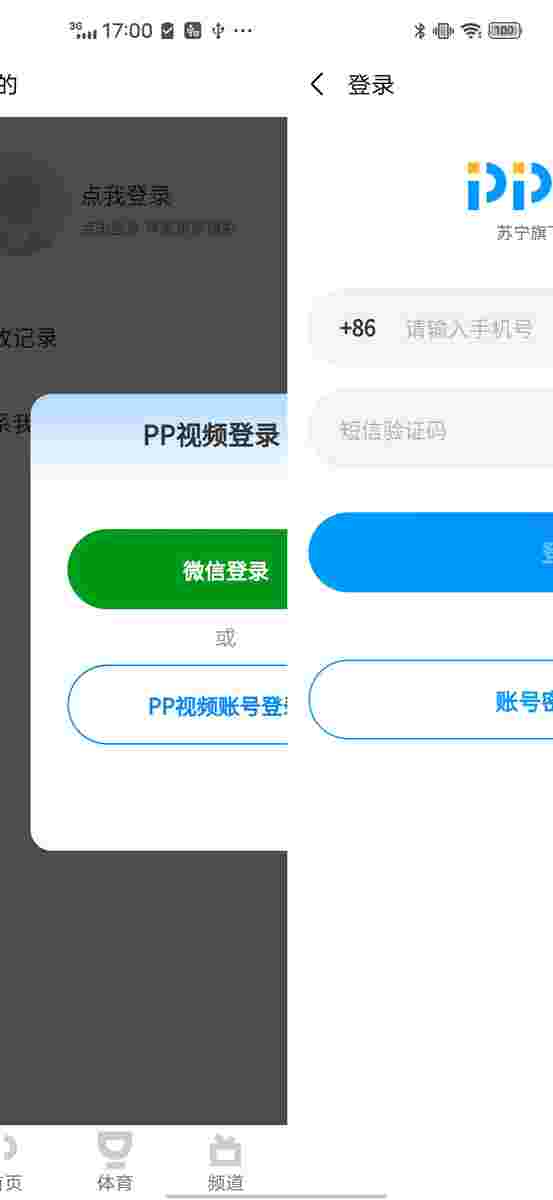 3G 17:00 100
的
登录
点我登录
苏宁旗下
放记录
+86 请输入手机号
系我
PP视频登录
短信验证码
微信登录
或
PP视频账号登录
账号密
首页 体育 频道